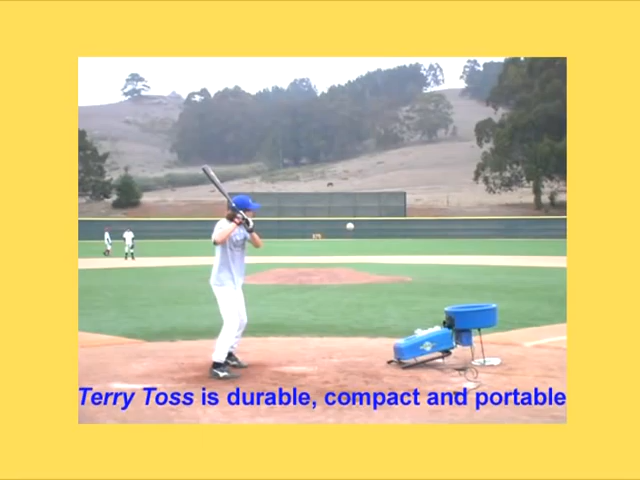 Terry Toss is durable, compact and portable